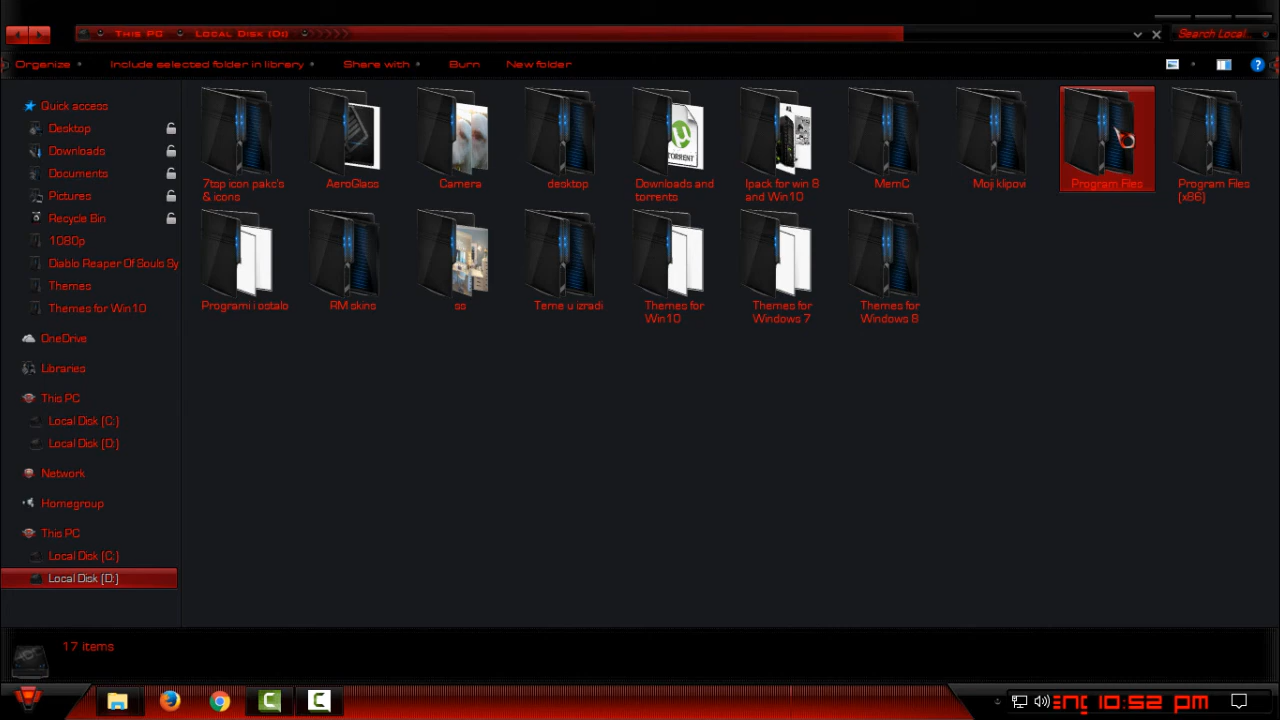 This PC Local Disk (D:)
Search Local...
Organize Include selected folder in library Share with Burn New folder
Quick access
Desktop
Downloads
Documents
Pictures
Recycle Bin
1080p
Diablo Reaper Of Souls By
Themes
Themes for Win10
OneDrive
Libraries
This PC
Local Disk (C:)
Local Disk (D:)
Network
Homegroup
This PC
Local Disk (C:)
Local Disk (D:)
7tsp icon pakc's
& icons
AeroGlass
Camera
desktop
Downloads and
torrents
TORRENT
Ipack for win 8
and Win10
MemC
Moji klipovi
Program Files
Program Files
(x86)
Programi i ostalo
RM skins
ss
Teme u izradi
Themes for
Win10
Themes for
Windows 7
Themes for
Windows 8
17 items
10:52 PM